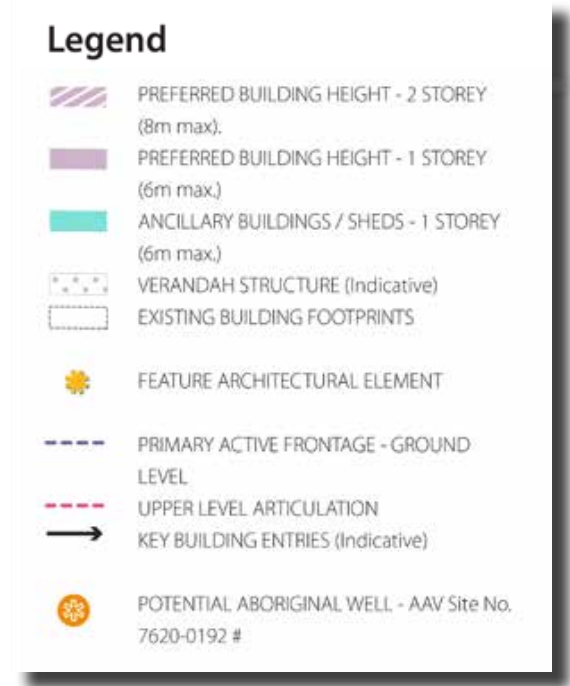 Legend
PREFERRED BUILDING HEIGHT - 2 STOREY
(8m max).
PREFERRED BUILDING HEIGHT - 1 STOREY
(6m max.)
ANCILLARY BUILDINGS / SHEDS - 1 STOREY
(6m max.)
VERANDAH STRUCTURE (Indicative)
EXISTING BUILDING FOOTPRINTS
FEATURE ARCHITECTURAL ELEMENT
PRIMARY ACTIVE FRONTAGE - GROUND
LEVEL
UPPER LEVEL ARTICULATION
KEY BUILDING ENTRIES (Indicative)
POTENTIAL ABORIGINAL WELL - AAV Site No.
7620-0192 #